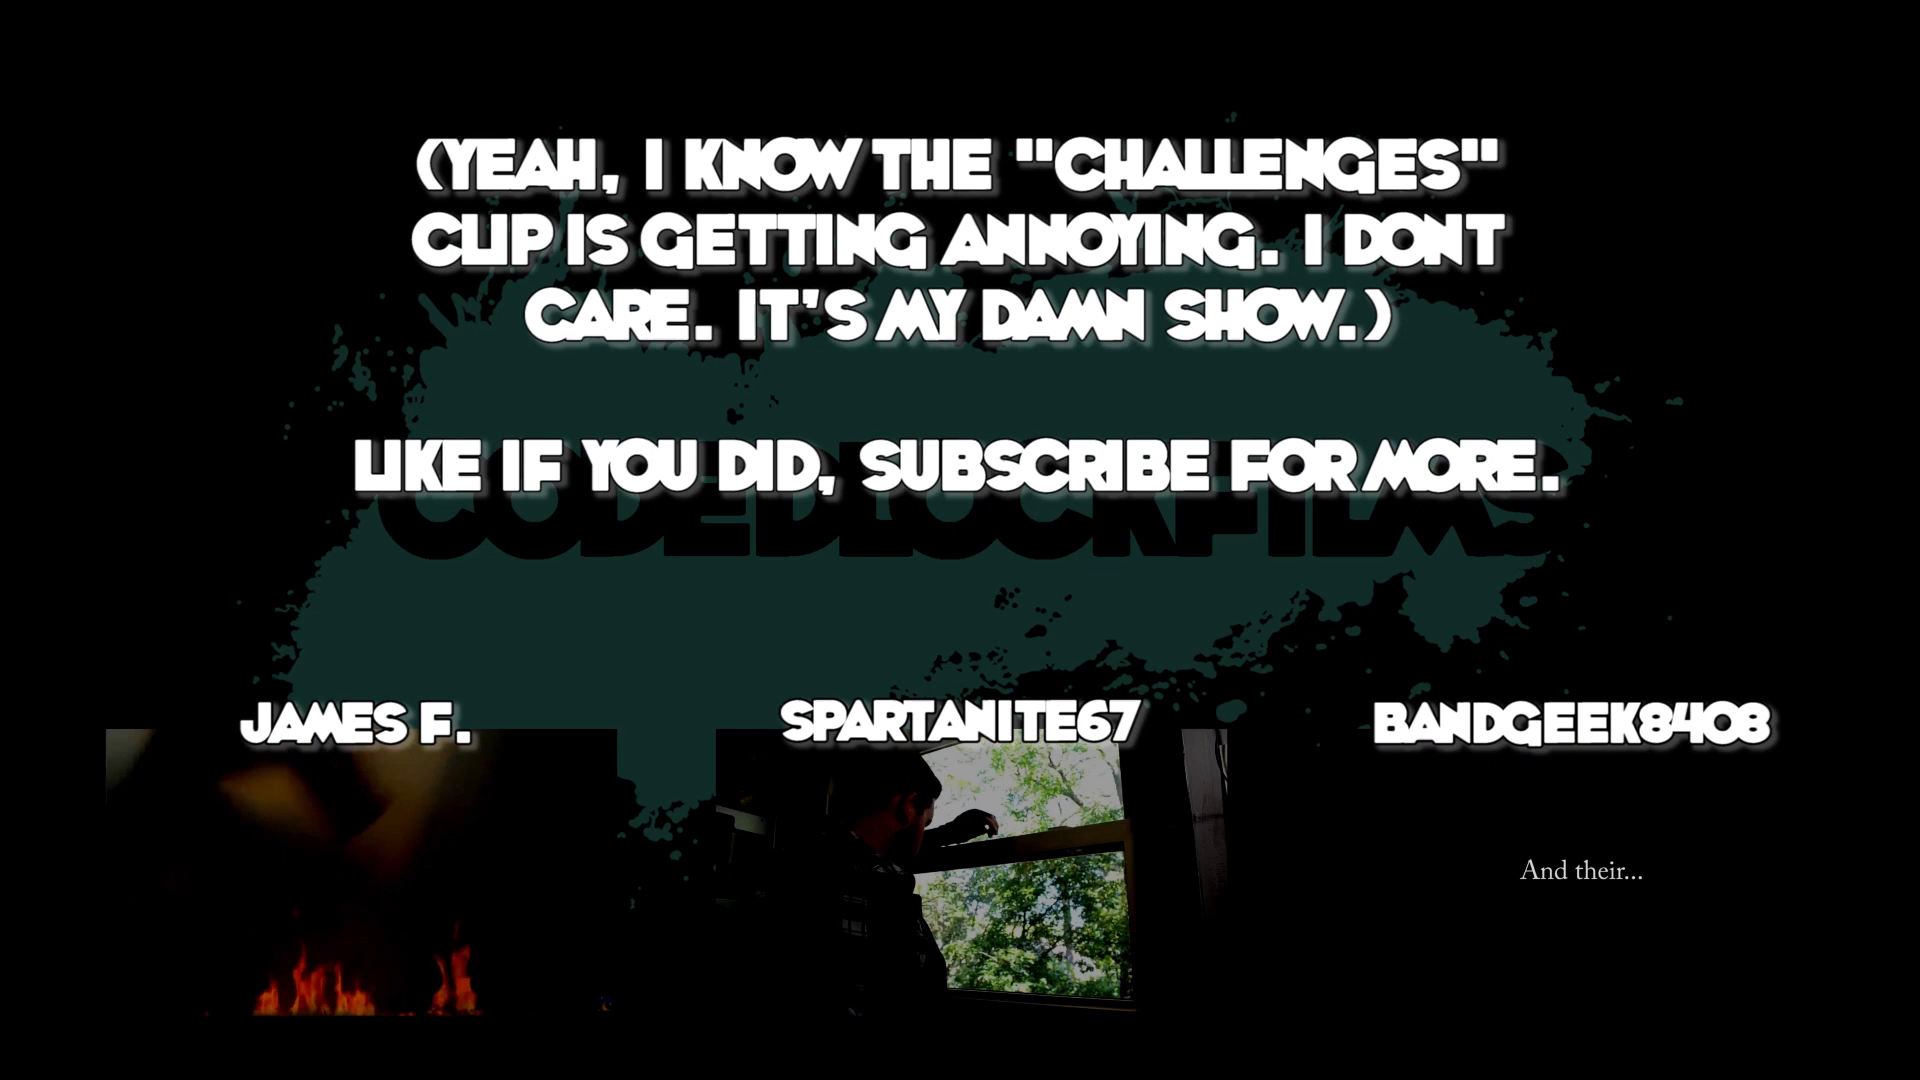 (YEAH, I KNOW THE "CHALLENGES"
CLIP IS GETTING ANNOYING. I DONT
CARE. IT'S MY DAMN SHOW.)
LIKE IF YOU DID, SUBSCRIBE FOR MORE.
CODEDLOCKFILMS
JAMES F.
SPARTANITE67
BANDGEEK8408
And their...